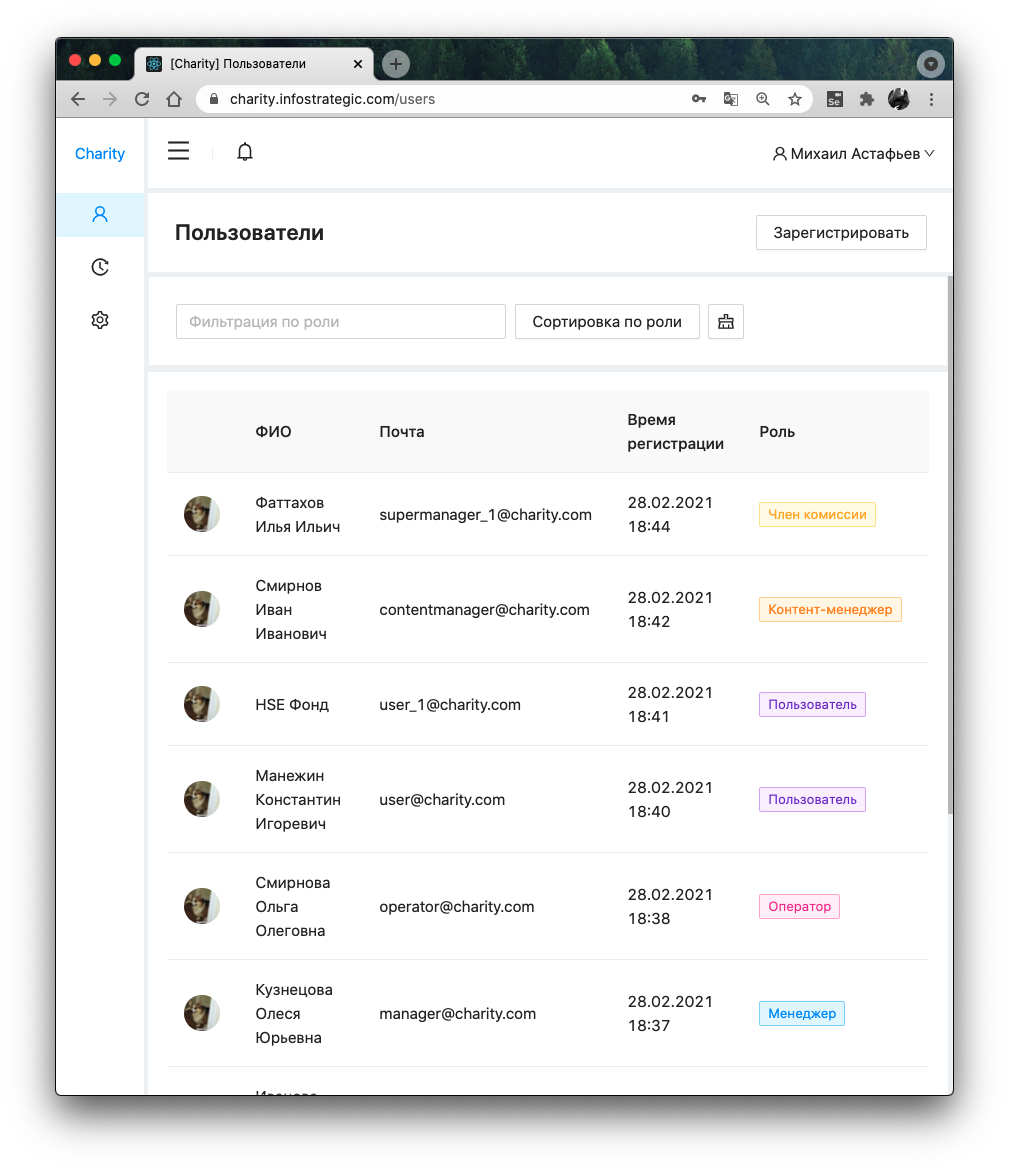 [Charity] Пользователи
charity.infostrategic.com/users
Se
Charity
Михаил Астафьев
Пользователи
Зарегистрировать
Фильтрация по роли
Сортировка по роли
ФИО
Почта
Время
регистрации
Роль
Фаттахов
Илья Ильич
supermanager_1@charity.com
28.02.2021
18:44
Член комиссии
Смирнов
Иван
Иванович
contentmanager@charity.com
28.02.2021
18:42
Контент-менеджер
HSE Фонд
user_1@charity.com
28.02.2021
18:41
Пользователь
Манежин
Константин
Игоревич
user@charity.com
28.02.2021
18:40
Пользователь
Смирнова
Ольга
Олеговна
operator@charity.com
28.02.2021
18:38
Оператор
Кузнецова
Олеся
Юрьевна
manager@charity.com
28.02.2021
18:37
Менеджер